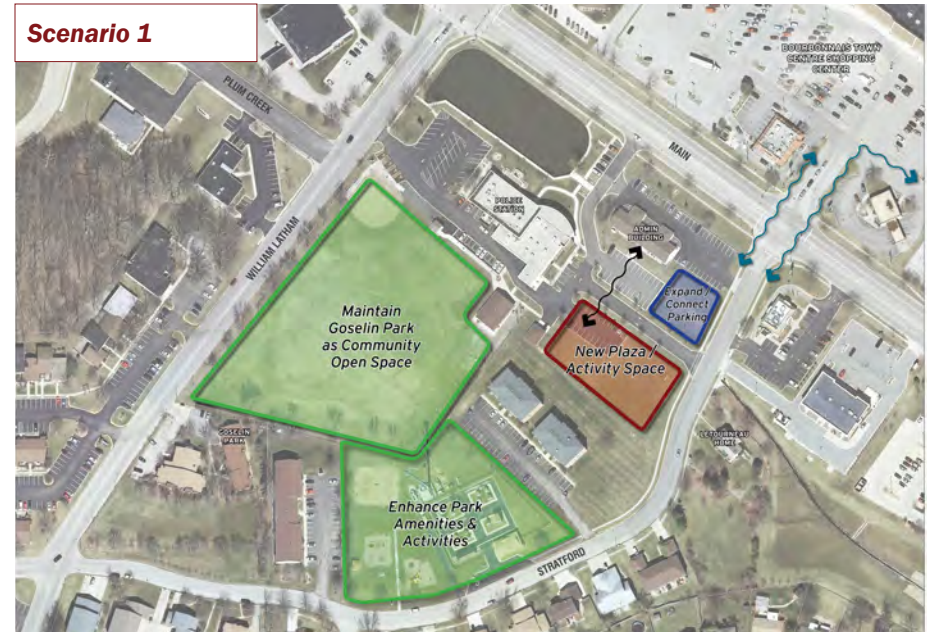 Scenario 1
BOURBONNAIS TOWN
CENTRE SHOPPING
CENTER
PLUM CREEK
MAIN
WILLIAM LATHAM
POLICE
STATION
ADMIN
BUILDING
Expand /
Connect
Parking
Maintain
Goselin Park
as Community
Open Space
New Plaza /
Activity Space
GOSELIN
PARK
LETOURNEAU
HOME
Enhance Park
Amenities &
Activities
STRATFORD